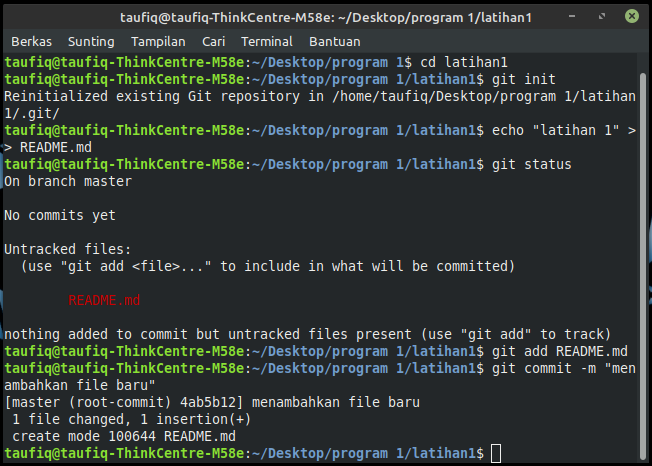 taufiq@taufiq-ThinkCentre-M58e: ~/Desktop/program 1/latihan1
Berkas Sunting Tampilan Cari Terminal Bantuan
taufiq@taufiq-ThinkCentre-M58e:~/Desktop/program 1$ cd latihan1
taufiq@taufiq-ThinkCentre-M58e:~/Desktop/program 1/latihan1$ git init
Reinitialized existing Git repository in /home/taufiq/Desktop/program 1/latihan
1/.git/
taufiq@taufiq-ThinkCentre-M58e:~/Desktop/program 1/latihan1$ echo "latihan 1" >
> README.md
taufiq@taufiq-ThinkCentre-M58e:~/Desktop/program 1/latihan1$ git status
On branch master
No commits yet
Untracked files:
(use "git add <file>..." to include in what will be committed)
README.md
nothing added to commit but untracked files present (use "git add" to track)
taufiq@taufiq-ThinkCentre-M58e:~/Desktop/program 1/latihan1$ git add README.md
taufiq@taufiq-ThinkCentre-M58e:~/Desktop/program 1/latihan1$ git commit -m "men
ambahkan file baru"
[master (root-commit) 4ab5b12] menambahkan file baru
1 file changed, 1 insertion(+)
create mode 100644 README.md
taufiq@taufiq-ThinkCentre-M58e:~/Desktop/program 1/latihan1$